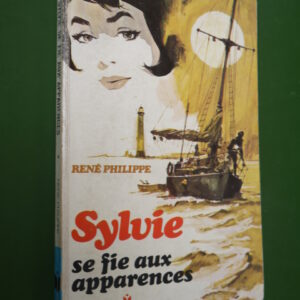 RENÉ PHILIPPE
Sylvie
se fie aux
apparences